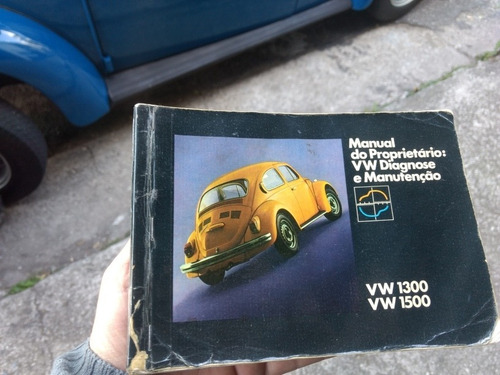 Manual
do Proprietário:
VW Diagnose
e Manutenção
VW 1300
VW 1500